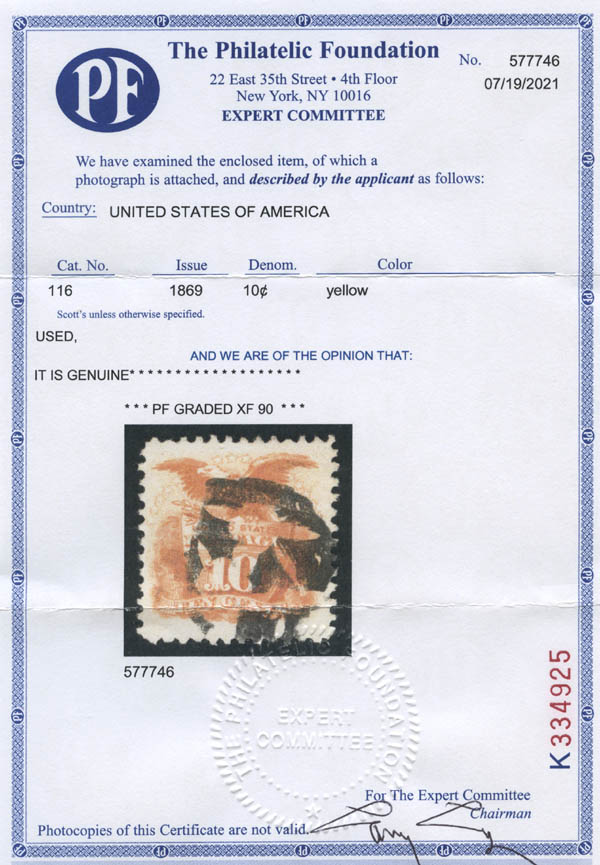 PF
The Philatelic Foundation
No. 577746
22 East 35th Street • 4th Floor
07/19/2021
New York, NY 10016
EXPERT COMMITTEE
We have examined the enclosed item, of which a
photograph is attached, and described by the applicant as follows:
Country: UNITED STATES OF AMERICA
Cat. No. Issue Denom. Color
116 1869 10¢ yellow
Scott's unless otherwise specified.
USED,
AND WE ARE OF THE OPINION THAT:
IT IS GENUINE* * * * * * * * * * * * * * * * * * *
* * * PF GRADED XF 90 * * *
10
577746
THE PHILATELIC FOUNDATION
EXPERT
COMMITTEE
K 334925
For The Expert Committee
Chairman
Photocopies of this Certificate are not valid.